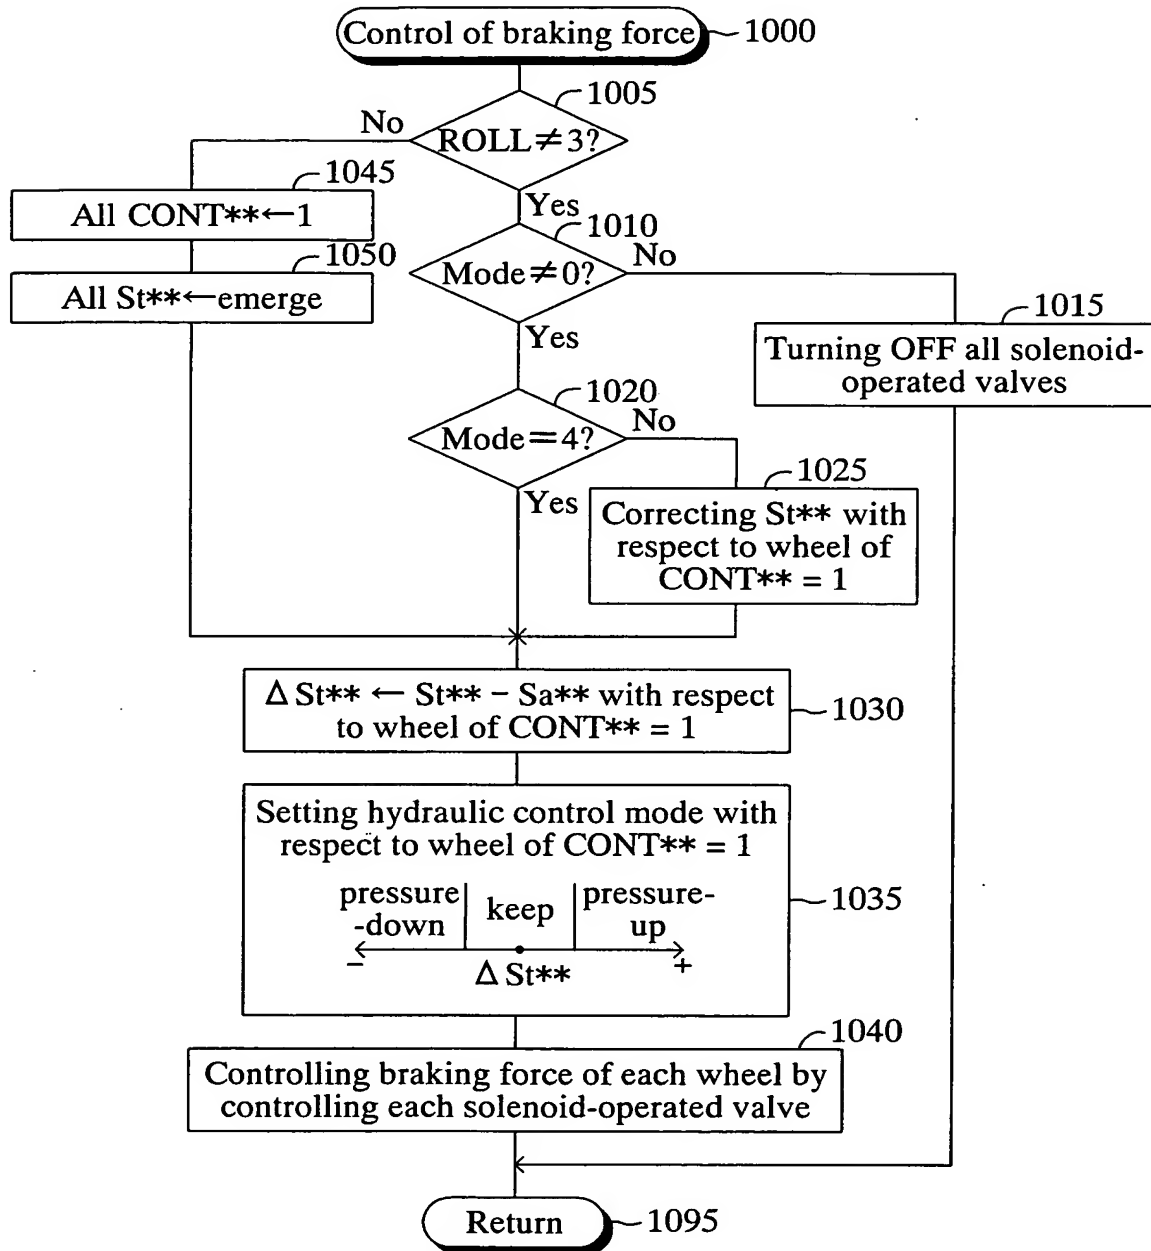 Control of braking force
1000
1005
No
ROLL≠3?
1045
Yes
All CONT**←1
1010
Mode≠0?
No
1050
All St**←emerge
Yes
1015
Turning OFF all solenoid-
operated valves
1020
Mode=4?
No
Yes
1025
Correcting St** with
respect to wheel of
CONT** = 1
Δ St** ← St** − Sa** with respect
to wheel of CONT** = 1
1030
Setting hydraulic control mode with
respect to wheel of CONT** = 1
pressure
-down
keep
pressure-
up
1035
−
+
Δ St**
1040
Controlling braking force of each wheel by
controlling each solenoid-operated valve
Return
1095